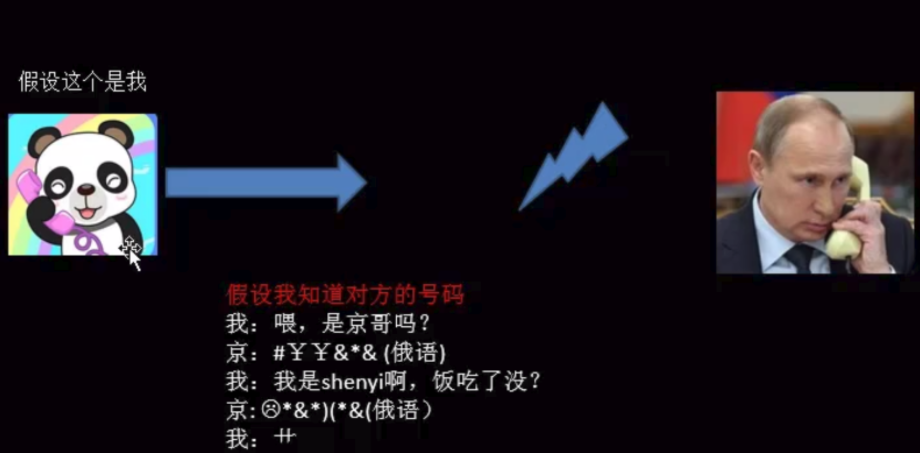 假设这个是我
假设我知道对方的号码
我：喂，是京哥吗？
京：#￥￥&*& (俄语)
我：我是shenyi啊，饭吃了没？
京:☹*&*)(*&(俄语）
我：艹